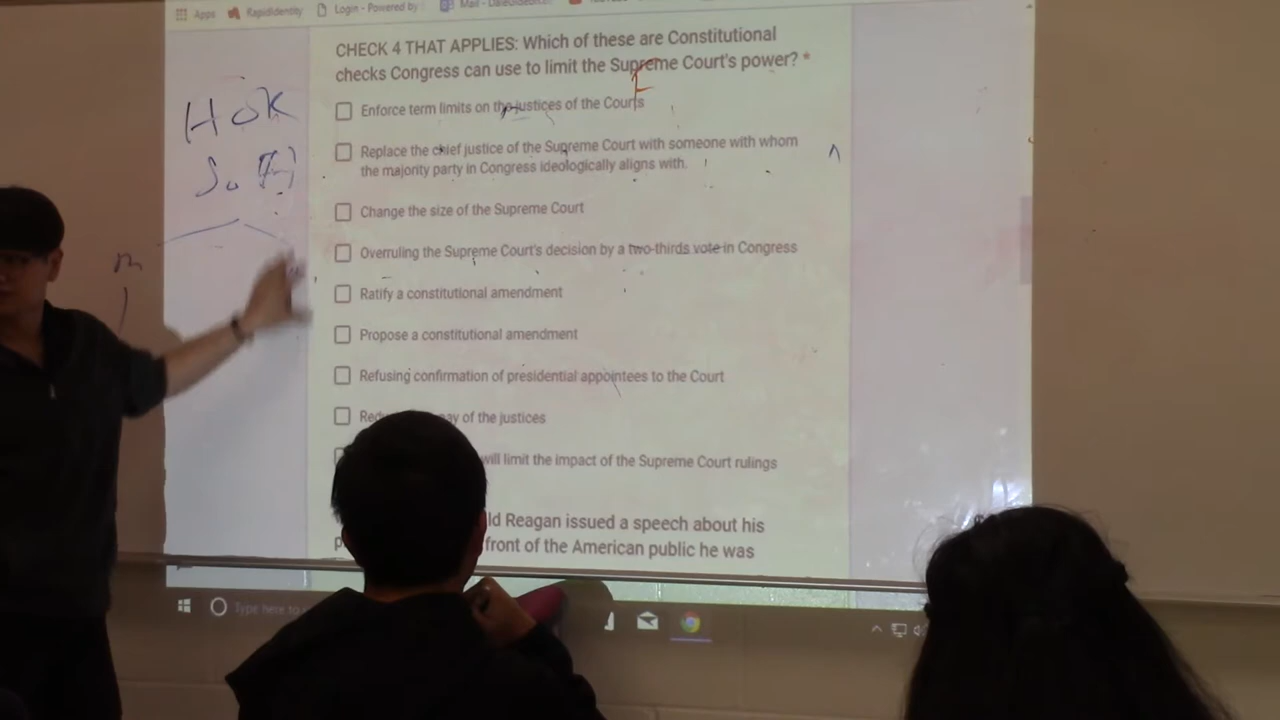 Apps RapidIdentity Login - Powered by
CHECK 4 THAT APPLIES: Which of these are Constitutional
checks Congress can use to limit the Supreme Court's power? *
Enforce term limits on the justices of the Courts
Replace the chief justice of the Supreme Court with someone with whom
the majority party in Congress ideologically aligns with.
Change the size of the Supreme Court
Overruling the Supreme Court's decision by a two-thirds vote in Congress
Ratify a constitutional amendment
Propose a constitutional amendment
Refusing confirmation of presidential appointees to the Court
of the justices
will limit the impact of the Supreme Court rulings
Reagan issued a speech about his
front of the American public he was
Type here to